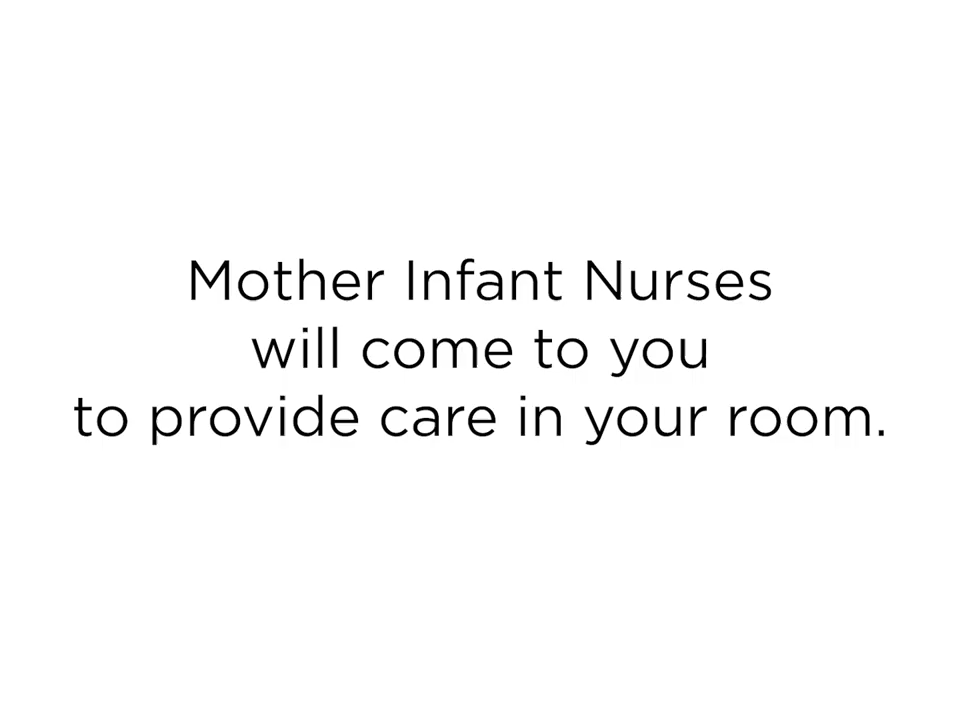 Mother Infant Nurses
will come to you
to provide care in your room.